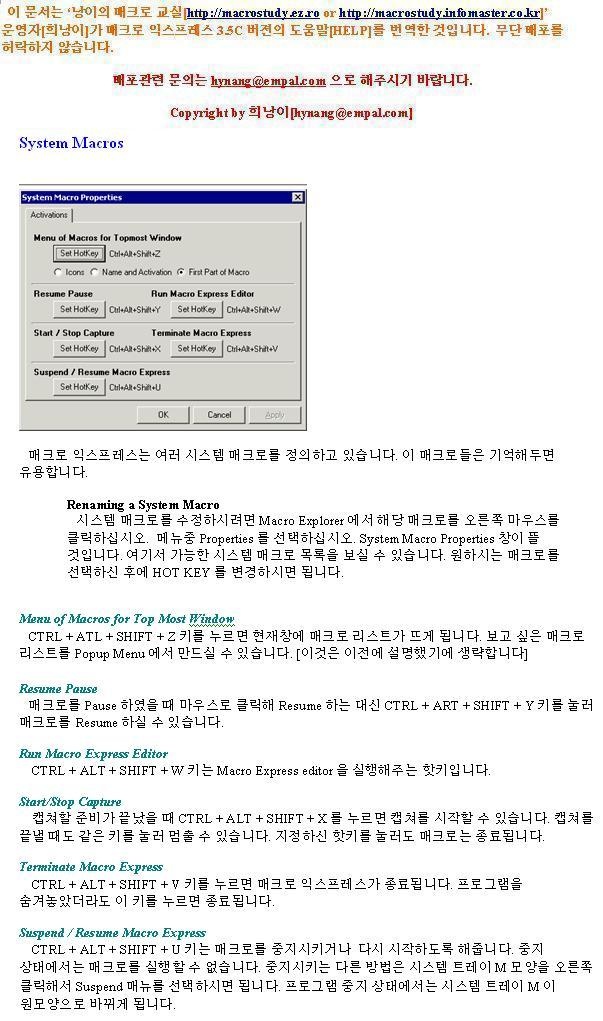 이 문서는 ‘낭이의 매크로 교실[http://macrostudy.ez.ro or http://macrostudy.infomaster.co.kr]’
운영자[희낭이]가 매크로 익스프레스 3.5C 버젼의 도움말[HELP]를 번역한 것입니다. 무단 배포를
허락하지 않습니다.
배포관련 문의는 hynang@empal.com 으로 해주시기 바랍니다.
Copyright by 희낭이[hynang@empal.com]
System Macros
System Macro Properties
Activations
Menu of Macros for Topmost Window
Set HotKey Ctrl+Alt+Shift+Z
Icons Name and Activation First Part of Macro
Resume Pause Run Macro Express Editor
Set HotKey Ctrl+Alt+Shift+Y Set HotKey Ctrl+Alt+Shift+W
Start / Stop Capture Terminate Macro Express
Set HotKey Ctrl+Alt+Shift+X Set HotKey Ctrl+Alt+Shift+V
Suspend / Resume Macro Express
Set HotKey Ctrl+Alt+Shift+U
OK Cancel Apply
매크로 익스프레스는 여러 시스템 매크로를 정의하고 있습니다. 이 매크로들은 기억해두면
유용합니다.
Renaming a System Macro
시스템 매크로를 수정하시려면 Macro Explorer 에서 해당 매크로를 오른쪽 마우스를
클릭하십시오. 메뉴중 Properties 를 선택하십시오. System Macro Properties 창이 뜰
것입니다. 여기서 가능한 시스템 매크로 목록을 보실 수 있습니다. 원하시는 매크로를
선택하신 후에 HOT KEY 를 변경하시면 됩니다.
Menu of Macros for Top Most Window
CTRL + ATL + SHIFT + Z 키를 누르면 현재창에 매크로 리스트가 뜨게 됩니다. 보고 싶은 매크로
리스트를 Popup Menu 에서 만드실 수 있습니다. [이것은 이전에 설명했기에 생략합니다]
Resume Pause
매크로를 Pause 하였을 때 마우스로 클릭해 Resume 하는 대신 CTRL + ART + SHIFT + Y 키를 눌러
매크로를 Resume 하실 수 있습니다.
Run Macro Express Editor
CTRL + ALT + SHIFT + W 키는 Macro Express editor 을 실행해주는 핫키입니다.
Start/Stop Capture
캡쳐할 준비가 끝났을 때 CTRL + ALT + SHIFT + X 를 누르면 캡쳐를 시작할 수 있습니다. 캡쳐를
끝낼 때도 같은 키를 눌러 멈출 수 있습니다. 지정하신 핫키를 눌러도 매크로는 종료됩니다.
Terminate Macro Express
CTRL + ALT + SHIFT + V 키를 누르면 매크로 익스프레스가 종료됩니다. 프로그램을
숨겨놓았더라도 이 키를 누르면 종료됩니다.
Suspend / Resume Macro Express
CTRL + ALT + SHIFT + U 키는 매크로를 중지시키거나 다시 시작하도록 해줍니다. 중지
상태에서는 매크로를 실행할 수 없습니다. 중지시키는 다른 방법은 시스템 트레이 M 모양을 오른쪽
클릭해서 Suspend 매뉴를 선택하시면 됩니다. 프로그램 중지 상태에서는 시스템 트레이 M 이
원모양으로 바뀌게 됩니다.